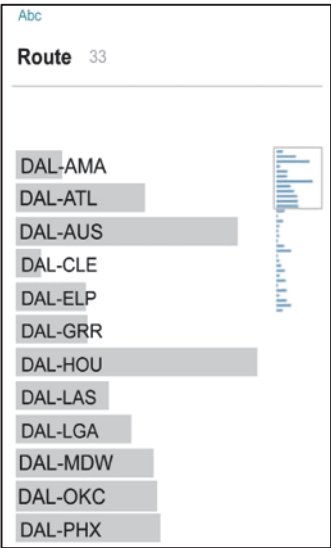 Abc
Route 33
DAL-AMA
DAL-ATL
DAL-AUS
DAL-CLE
DAL-ELP
DAL-GRR
DAL-HOU
DAL-LAS
DAL-LGA
DAL-MDW
DAL-OKC
DAL-PHX